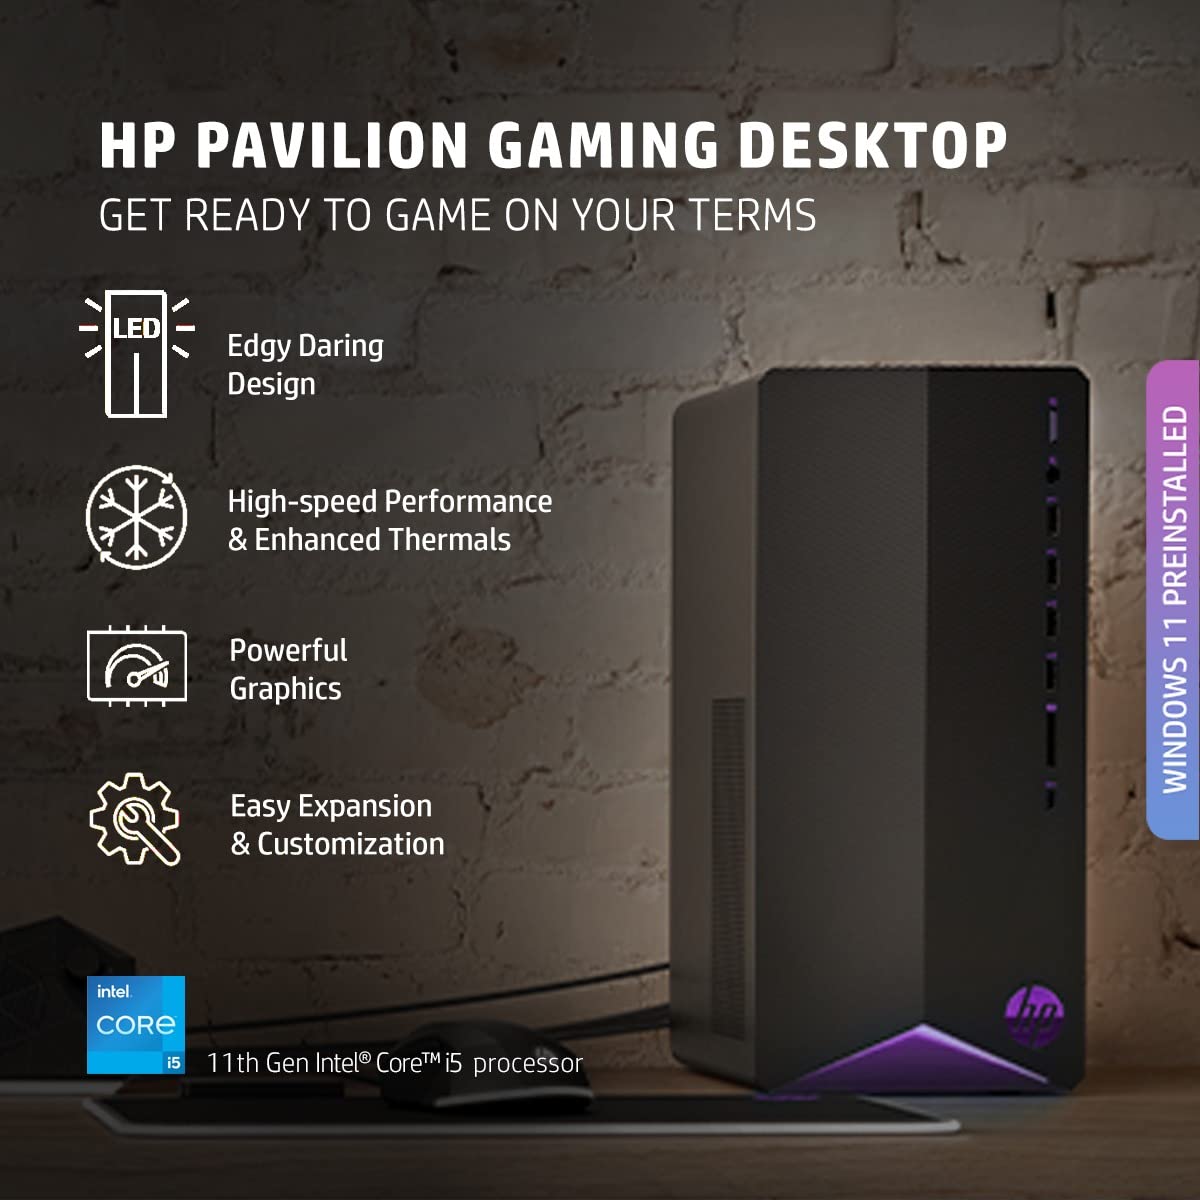 HP PAVILION GAMING DESKTOP
GET READY TO GAME ON YOUR TERMS
LED
Edgy Daring
Design
High-speed Performance
& Enhanced Thermals
Powerful
Graphics
Easy Expansion
& Customization
WINDOWS 11 PREINSTALLED
hp
intel.
CORE
i5
11th Gen Intel® Core™ i5 processor